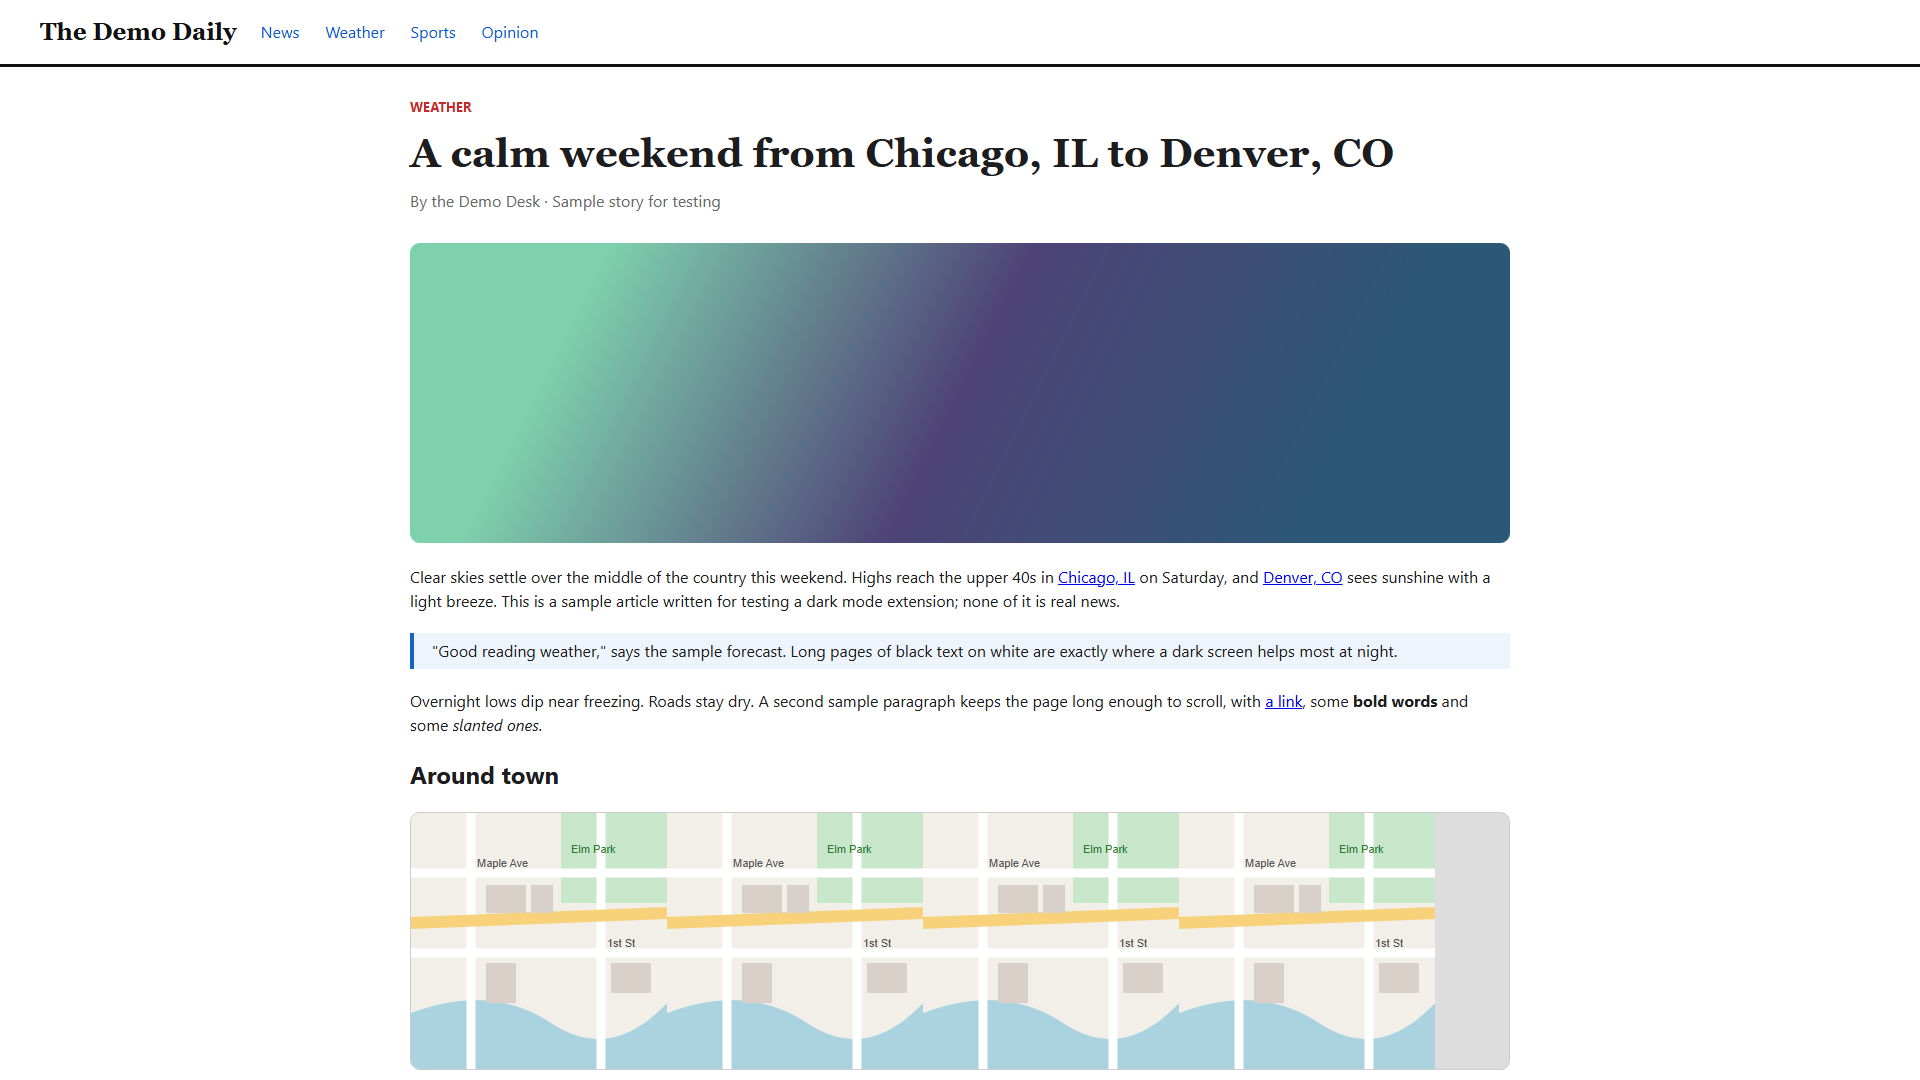 The Demo Daily News Weather Sports Opinion
WEATHER
A calm weekend from Chicago, IL to Denver, CO
By the Demo Desk · Sample story for testing
Clear skies settle over the middle of the country this weekend. Highs reach the upper 40s in Chicago, IL on Saturday, and Denver, CO sees sunshine with a
light breeze. This is a sample article written for testing a dark mode extension; none of it is real news.
"Good reading weather," says the sample forecast. Long pages of black text on white are exactly where a dark screen helps most at night.
Overnight lows dip near freezing. Roads stay dry. A second sample paragraph keeps the page long enough to scroll, with a link, some bold words and
some slanted ones.
Around town
Elm Park Elm Park Elm Park Elm Park
Maple Ave Maple Ave Maple Ave Maple Ave
1st St 1st St 1st St 1st St